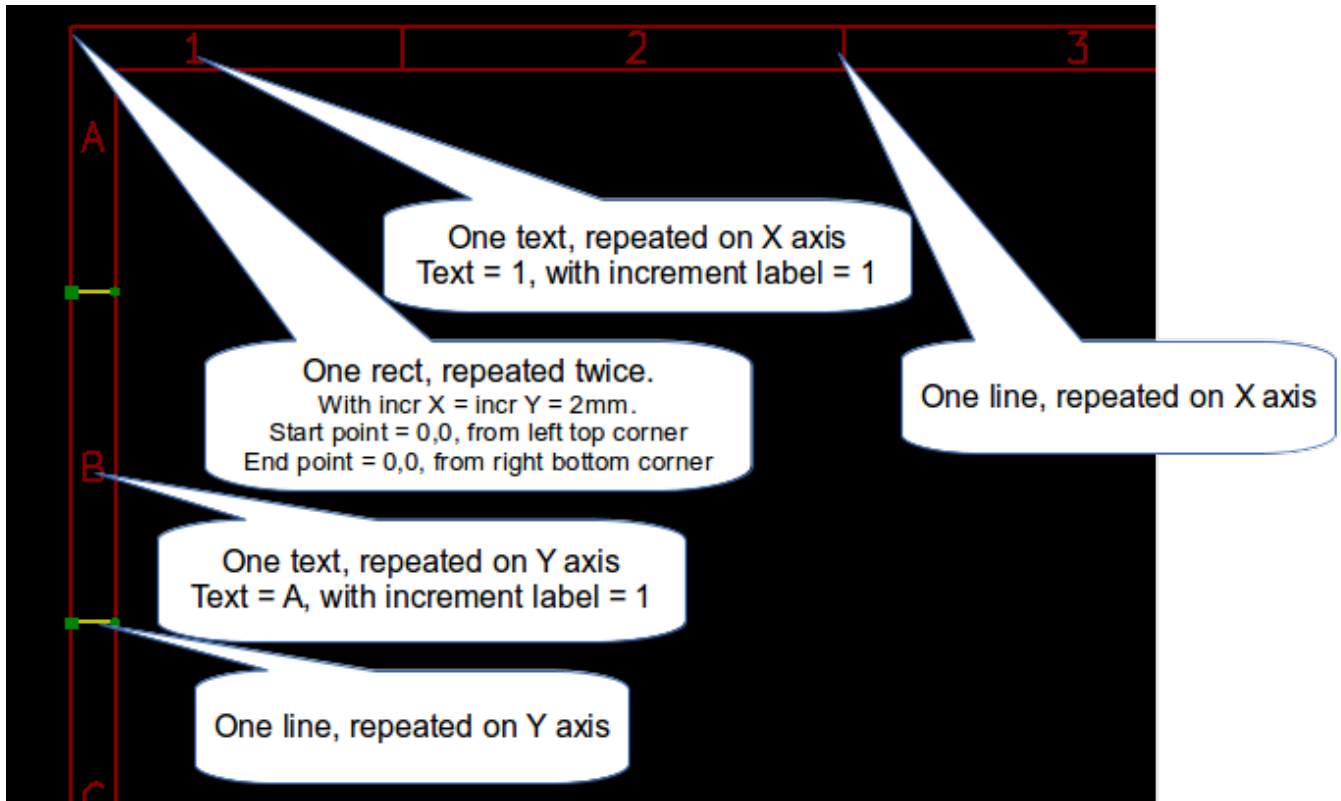 1
2
3
A
One text, repeated on X axis
Text = 1, with increment label = 1
One rect, repeated twice.
With incr X = incr Y = 2mm.
Start point = 0,0, from left top corner
End point = 0,0, from right bottom corner
One line, repeated on X axis
B
One text, repeated on Y axis
Text = A, with increment label = 1
One line, repeated on Y axis
C